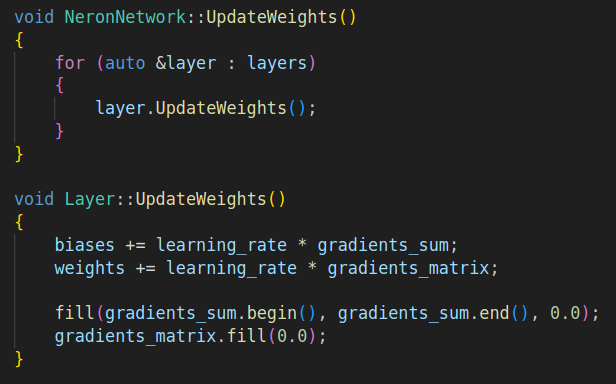 void NeronNetwork::UpdateWeights()
{
    for (auto &layer : layers)
    {
        layer.UpdateWeights();
    }
}

void Layer::UpdateWeights()
{
    biases += learning_rate * gradients_sum;
    weights += learning_rate * gradients_matrix;

    fill(gradients_sum.begin(), gradients_sum.end(), 0.0);
    gradients_matrix.fill(0.0);
}